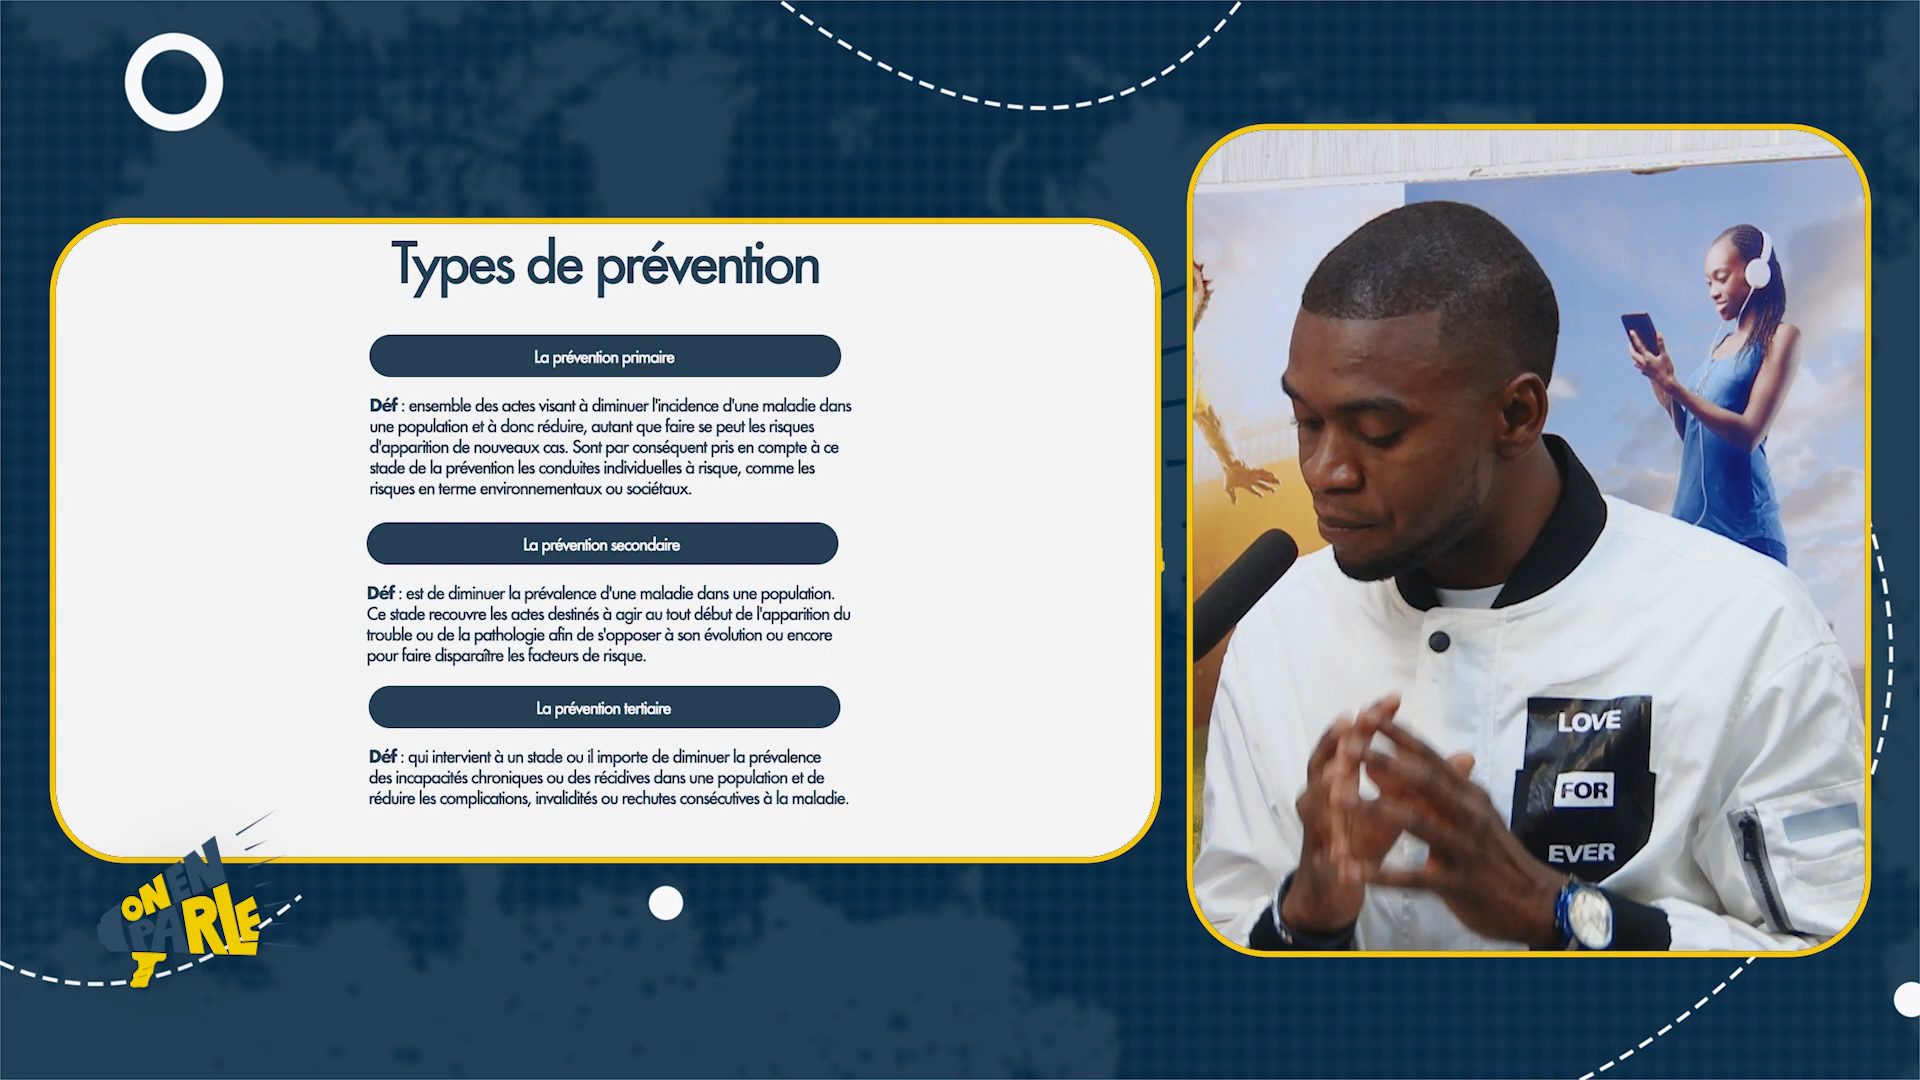 Types de prévention
La prévention primaire
Déf : ensemble des actes visant à diminuer l'incidence d'une maladie dans
une population et à donc réduire, autant que faire se peut les risques
d'apparition de nouveaux cas. Sont par conséquent pris en compte à ce
stade de la prévention les conduites individuelles à risque, comme les
risques en terme environnementaux ou sociétaux.
La prévention secondaire
Déf : est de diminuer la prévalence d'une maladie dans une population.
Ce stade recouvre les actes destinés à agir au tout début de l'apparition du
trouble ou de la pathologie afin de s'opposer à son évolution ou encore
pour faire disparaître les facteurs de risque.
La prévention tertiaire
Déf : qui intervient à un stade ou il importe de diminuer la prévalence
des incapacités chroniques ou des récidives dans une population et de
réduire les complications, invalidités ou rechutes consécutives à la maladie.
ON EN
PARLE
LOVE
FOR
EVER